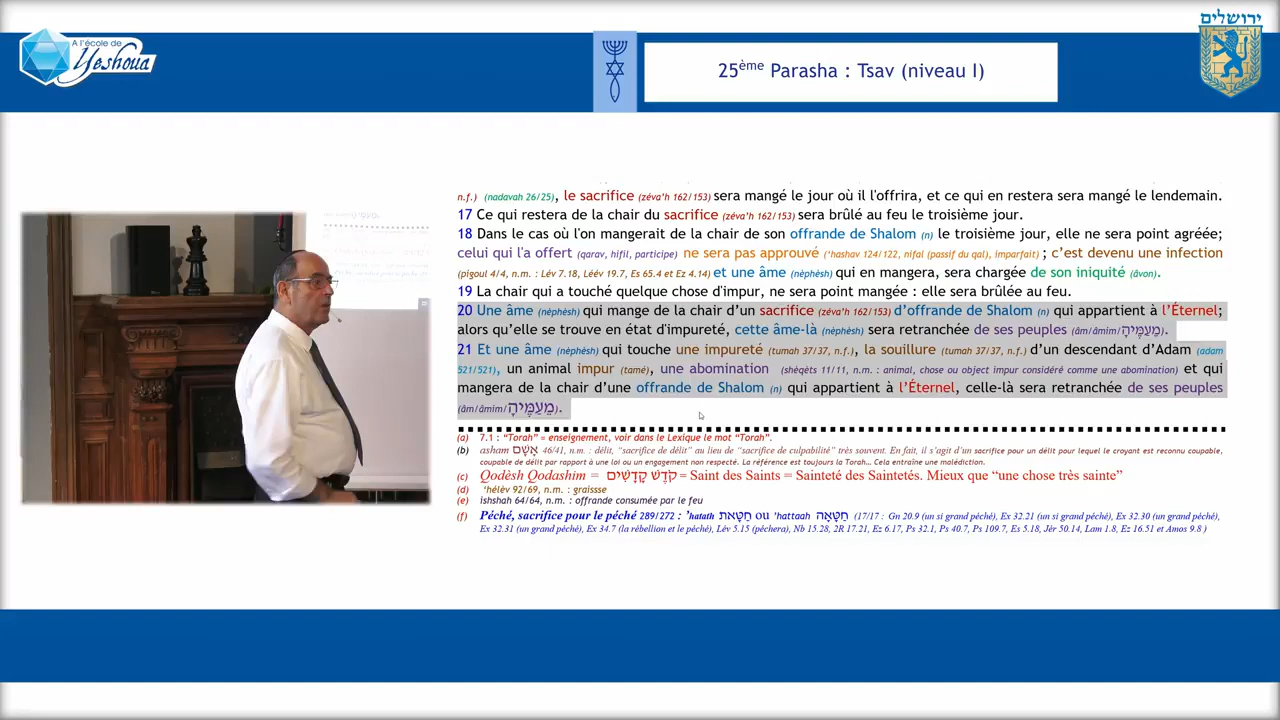 A l'école de
Yeshoua
25ème Parasha : Tsav (niveau I)
ירושלים
n.f.) (nadavah 26/25), le sacrifice (zéva’h 162/153) sera mangé le jour où il l'offrira, et ce qui en restera sera mangé le lendemain.
17 Ce qui restera de la chair du sacrifice (zéva’h 162/153) sera brûlé au feu le troisième jour.
18 Dans le cas où l'on mangerait de la chair de son offrande de Shalom (n) le troisième jour, elle ne sera point agréée;
celui qui l'a offert (qarav, hifil, participe) ne sera pas approuvé (‘hashav 124/122, nifal (passif du qal), imparfait) ; c’est devenu une infection
(pigoul 4/4, n.m. : Lév 7.18, Léév 19.7, Es 65.4 et Ez 4.14) et une âme (nèphèsh) qui en mangera, sera chargée de son iniquité (âvon).
19 La chair qui a touché quelque chose d'impur, ne sera point mangée : elle sera brûlée au feu.
20 Une âme (nèphèsh) qui mange de la chair d’un sacrifice (zéva’h 162/153) d’offrande de Shalom (n) qui appartient à l’Éternel;
alors qu’elle se trouve en état d'impureté, cette âme-là (nèphèsh) sera retranchée de ses peuples (âm/âmim/מֵעַמֶּיהָ).
21 Et une âme (nèphèsh) qui touche une impureté (tumah 37/37, n.f.), la souillure (tumah 37/37, n.f.) d’un descendant d’Adam (adam
521/521), un animal impur (tamé), une abomination (shèqèts 11/11, n.m. : animal, chose ou object impur considéré comme une abomination) et qui
mangera de la chair d’une offrande de Shalom (n) qui appartient à l’Éternel, celle-là sera retranchée de ses peuples
(âm/âmim/מֵעַמֶּיהָ).
(a) 7.1 : “Torah” = enseignement, voir dans le Lexique le mot “Torah”.
(b) asham אָשָׁם 46/41, n.m. : délit, “sacrifice de délit” au lieu de “sacrifice de culpabilité” très souvent. En fait, il s’agit d’un sacrifice pour un délit pour lequel le croyant est reconnu coupable,
coupable de délit par rapport à une loi ou un engagement non respecté. La référence est toujours la Torah... Cela entraîne une malédiction.
(c) Qodèsh Qodashim = קֹדֶשׁ קָדָשִׁים = Saint des Saints = Sainteté des Saintetés. Mieux que “une chose très sainte”
(d) ‘hélèv 92/69, n.m. : graissse
(e) ishshah 64/64, n.m. : offrande consumée par le feu
(f) Péché, sacrifice pour le péché 289/272 : ’hatath חַטָּאת ou ‘hattaah חַטָּאָה (17/17 : Gn 20.9 (un si grand péché), Ex 32.21 (un si grand péché), Ex 32.30 (un grand péché),
Ex 32.31 (un grand péché), Ex 34.7 (la rébellion et le péché), Lév 5.15 (péchera), Nb 15.28, 2R 17.21, Ez 6.17, Ps 32.1, Ps 40.7, Ps 109.7, Es 5.18, Jér 50.14, Lam 1.8, Ez 16.51 et Amos 9.8 )